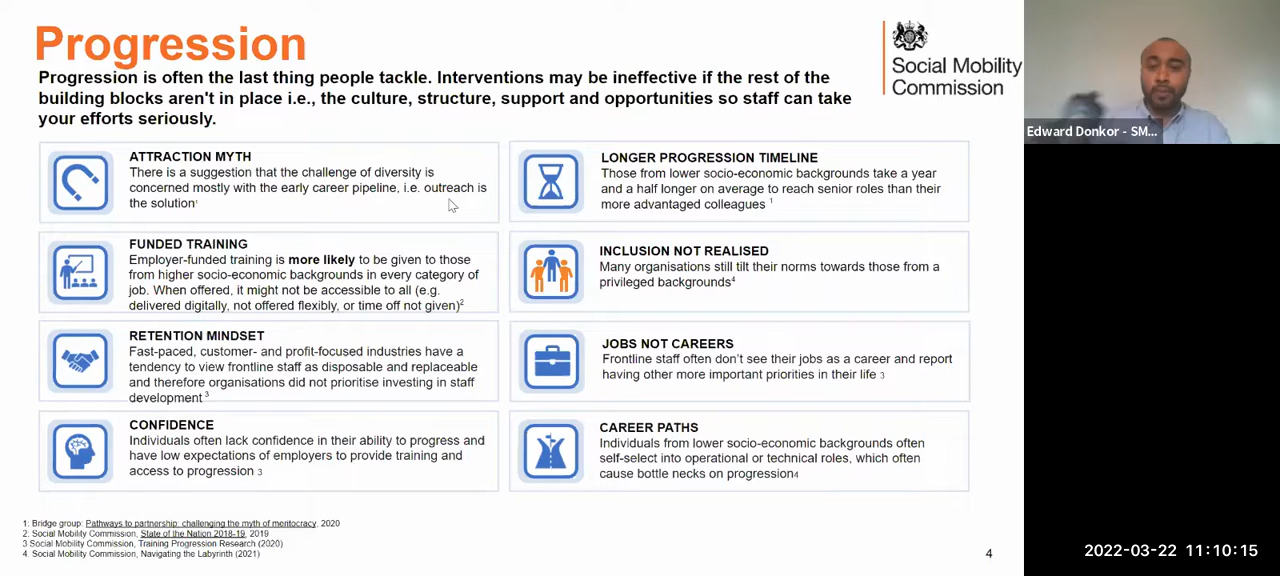 Progression
Progression is often the last thing people tackle. Interventions may be ineffective if the rest of the
building blocks aren't in place i.e., the culture, structure, support and opportunities so staff can take
your efforts seriously.
Social Mobility
Commission
Edward Donkor - SM...
ATTRACTION MYTH
There is a suggestion that the challenge of diversity is
concerned mostly with the early career pipeline, i.e. outreach is
the solution¹
LONGER PROGRESSION TIMELINE
Those from lower socio-economic backgrounds take a year
and a half longer on average to reach senior roles than their
more advantaged colleagues ¹
FUNDED TRAINING
Employer-funded training is more likely to be given to those
from higher socio-economic backgrounds in every category of
job. When offered, it might not be accessible to all (e.g.
delivered digitally, not offered flexibly, or time off not given)²
INCLUSION NOT REALISED
Many organisations still tilt their norms towards those from a
privileged backgrounds⁴
RETENTION MINDSET
Fast-paced, customer- and profit-focused industries have a
tendency to view frontline staff as disposable and replaceable
and therefore organisations did not prioritise investing in staff
development ³
JOBS NOT CAREERS
Frontline staff often don't see their jobs as a career and report
having other more important priorities in their life 3
CONFIDENCE
Individuals often lack confidence in their ability to progress and
have low expectations of employers to provide training and
access to progression 3
CAREER PATHS
Individuals from lower socio-economic backgrounds often
self-select into operational or technical roles, which often
cause bottle necks on progression4
1: Bridge group: Pathways to partnership: challenging the myth of meritocracy, 2020
2: Social Mobility Commission, State of the Nation 2018-19, 2019
3 Social Mobility Commission, Training Progression Research (2020)
4. Social Mobility Commission, Navigating the Labyrinth (2021)
4
2022-03-22 11:10:15